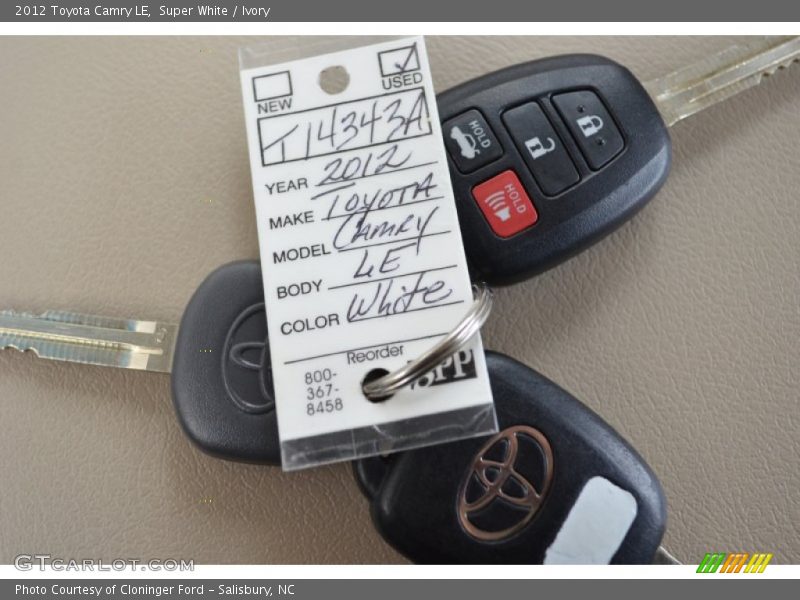 2012 Toyota Camry LE, Super White / Ivory
NEW
USED
T14343A
YEAR 2012
MAKE TOYOTA
MODEL CAMRY
BODY LE
COLOR White
Reorder
800-
367-
8458
HOLD
HOLD
GTCarLot.com
Photo Courtesy of Cloninger Ford - Salisbury, NC